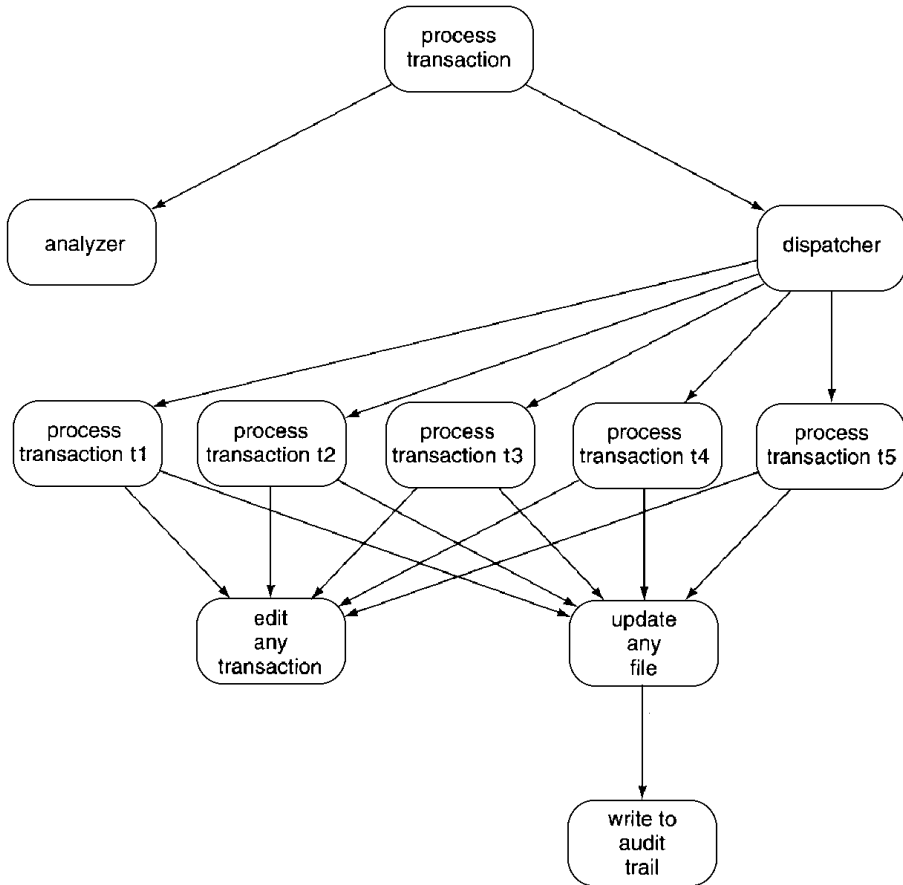 process
transaction
analyzer
dispatcher
process
transaction t1
process
transaction t2
process
transaction t3
process
transaction t4
process
transaction t5
edit
any
transaction
update
any
file
write to
audit
trail